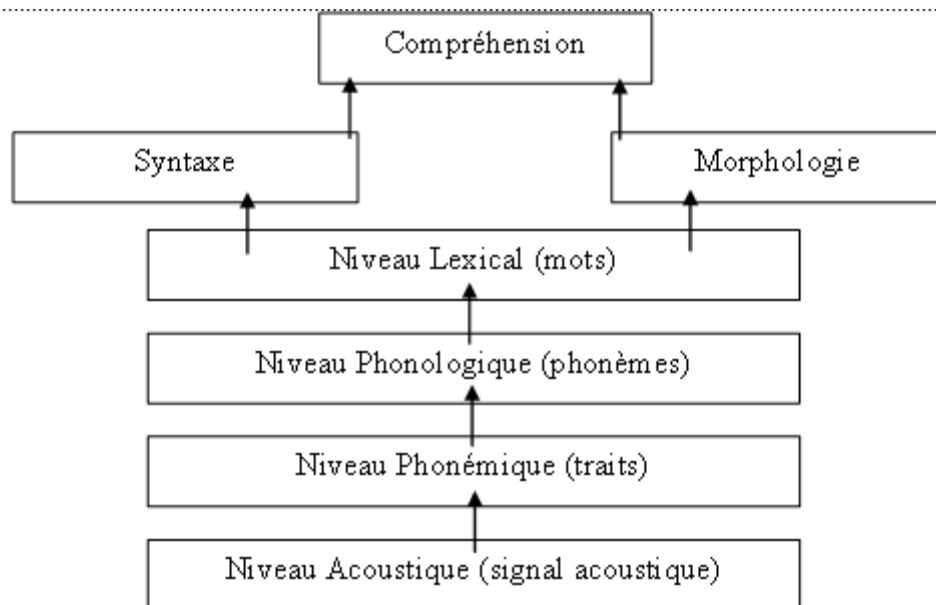 Compréhension
Syntaxe
Morphologie
Niveau Lexical (mots)
Niveau Phonologique (phonèmes)
Niveau Phonémique (traits)
Niveau Acoustique (signal acoustique)